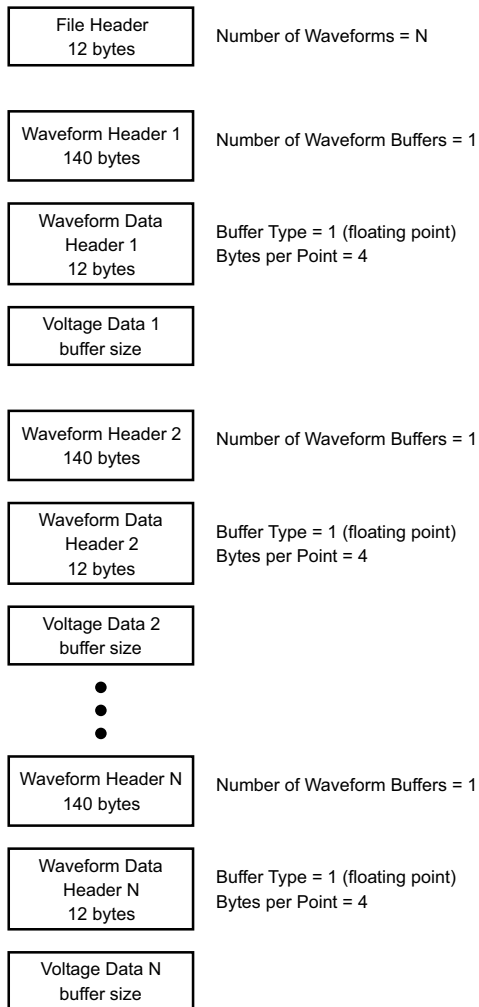 File Header
12 bytes
Number of Waveforms = N
Waveform Header 1
140 bytes
Number of Waveform Buffers = 1
Waveform Data
Header 1
12 bytes
Buffer Type = 1 (floating point)
Bytes per Point = 4
Voltage Data 1
buffer size
Waveform Header 2
140 bytes
Number of Waveform Buffers = 1
Waveform Data
Header 2
12 bytes
Buffer Type = 1 (floating point)
Bytes per Point = 4
Voltage Data 2
buffer size
Waveform Header N
140 bytes
Number of Waveform Buffers = 1
Waveform Data
Header N
12 bytes
Buffer Type = 1 (floating point)
Bytes per Point = 4
Voltage Data N
buffer size